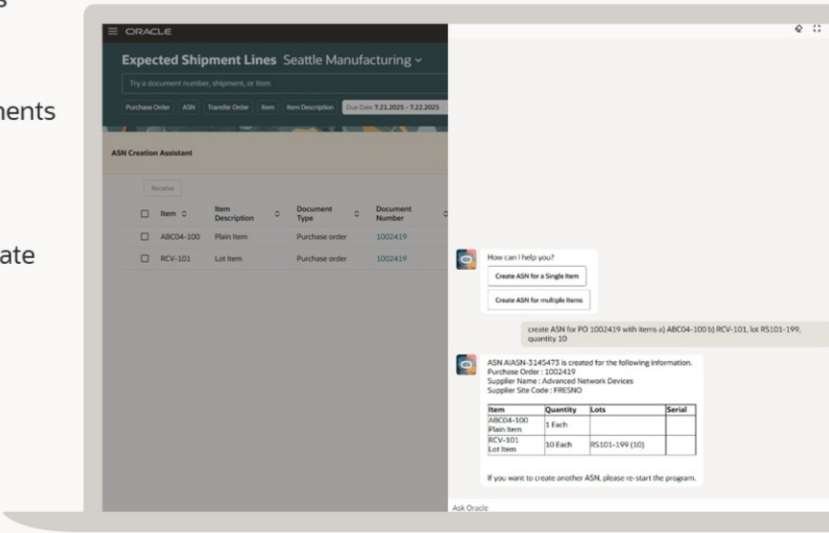 s
nents
ate
ORACLE
Expected Shipment Lines Seattle Manufacturing
Try a document number, shipment, or item
Purchase Order ASN Transfer Order Item Item Description Due Date 7.21.2025 - 7.22.2025
ASN Creation Assistant
Receive
Item Item Description Document Type Document Number
ABC04-100 Plain Item Purchase order 1002419
RCV-101 Lot Item Purchase order 1002419
How can I help you?
Create ASN for a Single Item
Create ASN for multiple Items
create ASN for PO 1002419 with items a) ABC04-100 b) RCV-101, lot RS101-199,
quantity 10
ASN AIASN-3145473 is created for the following information.
Purchase Order : 1002419
Supplier Name : Advanced Network Devices
Supplier Site Code : FRESNO
Item Quantity Lots Serial
ABC04-100
Plain Item 1 Each
RCV-101
Lot Item 10 Each RS101-199 (10)
If you want to create another ASN, please re-start the program.
Ask Oracle